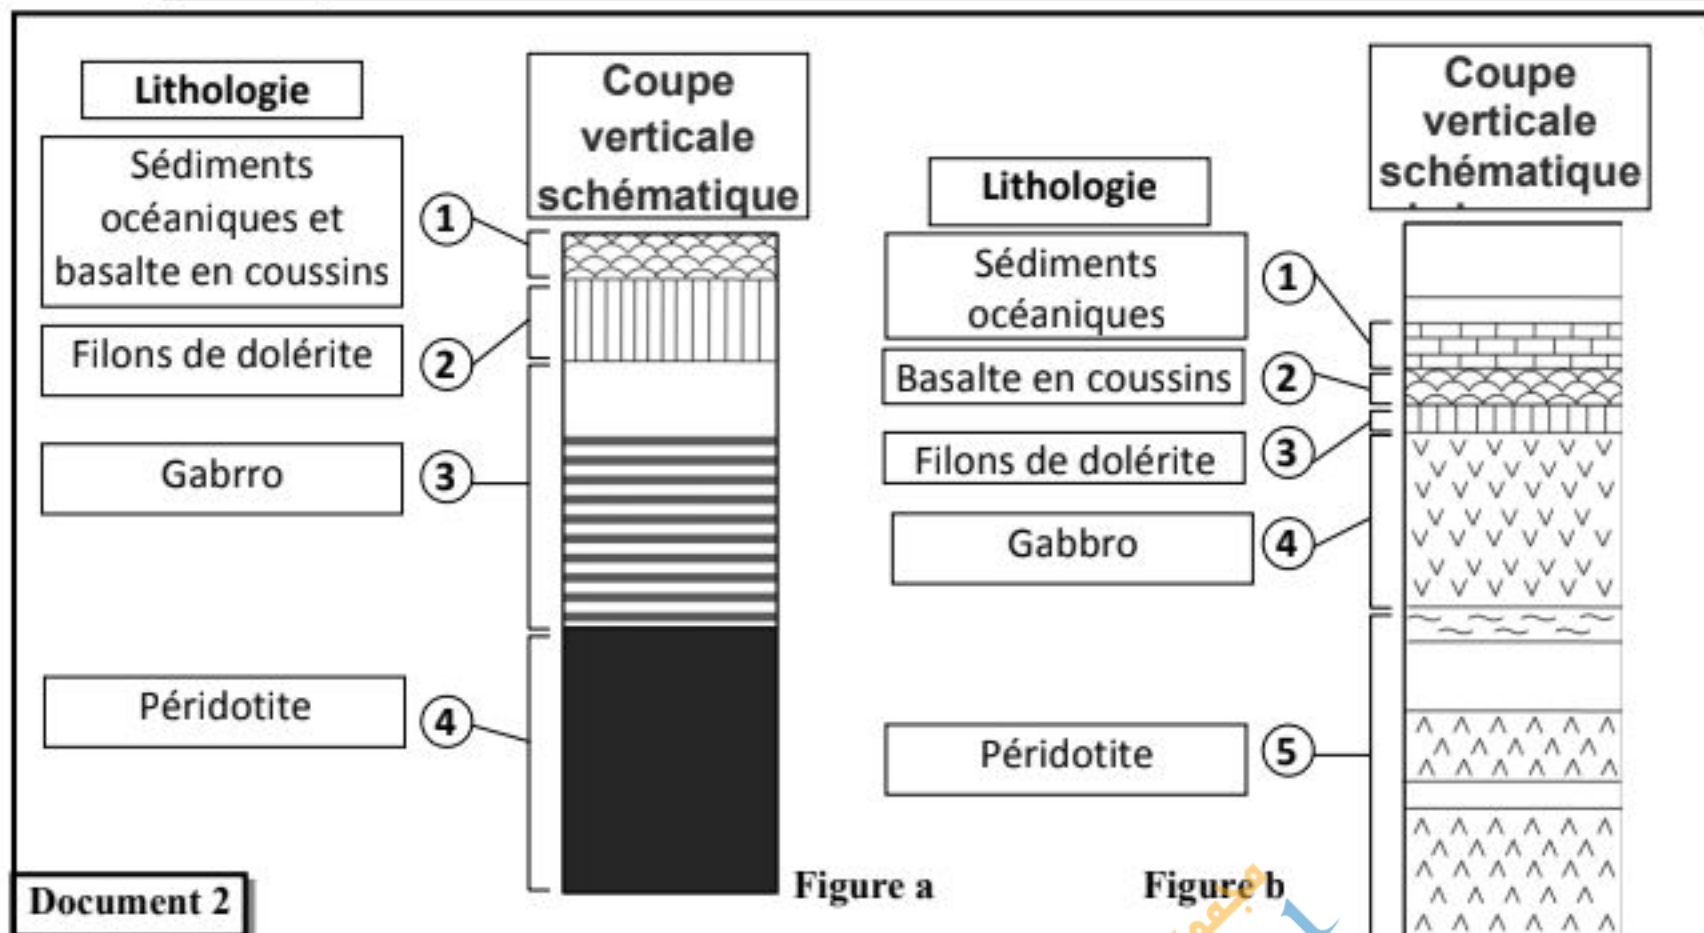 Lithologie
Coupe
verticale
schématique
Sédiments
océaniques et
basalte en coussins
1
Filons de dolérite
2
Gabrro
3
Péridotite
4
Figure a
Coupe
verticale
schématique
Lithologie
Sédiments
océaniques
1
Basalte en coussins
2
Filons de dolérite
3
Gabbro
4
Péridotite
5
Figure b
Document 2